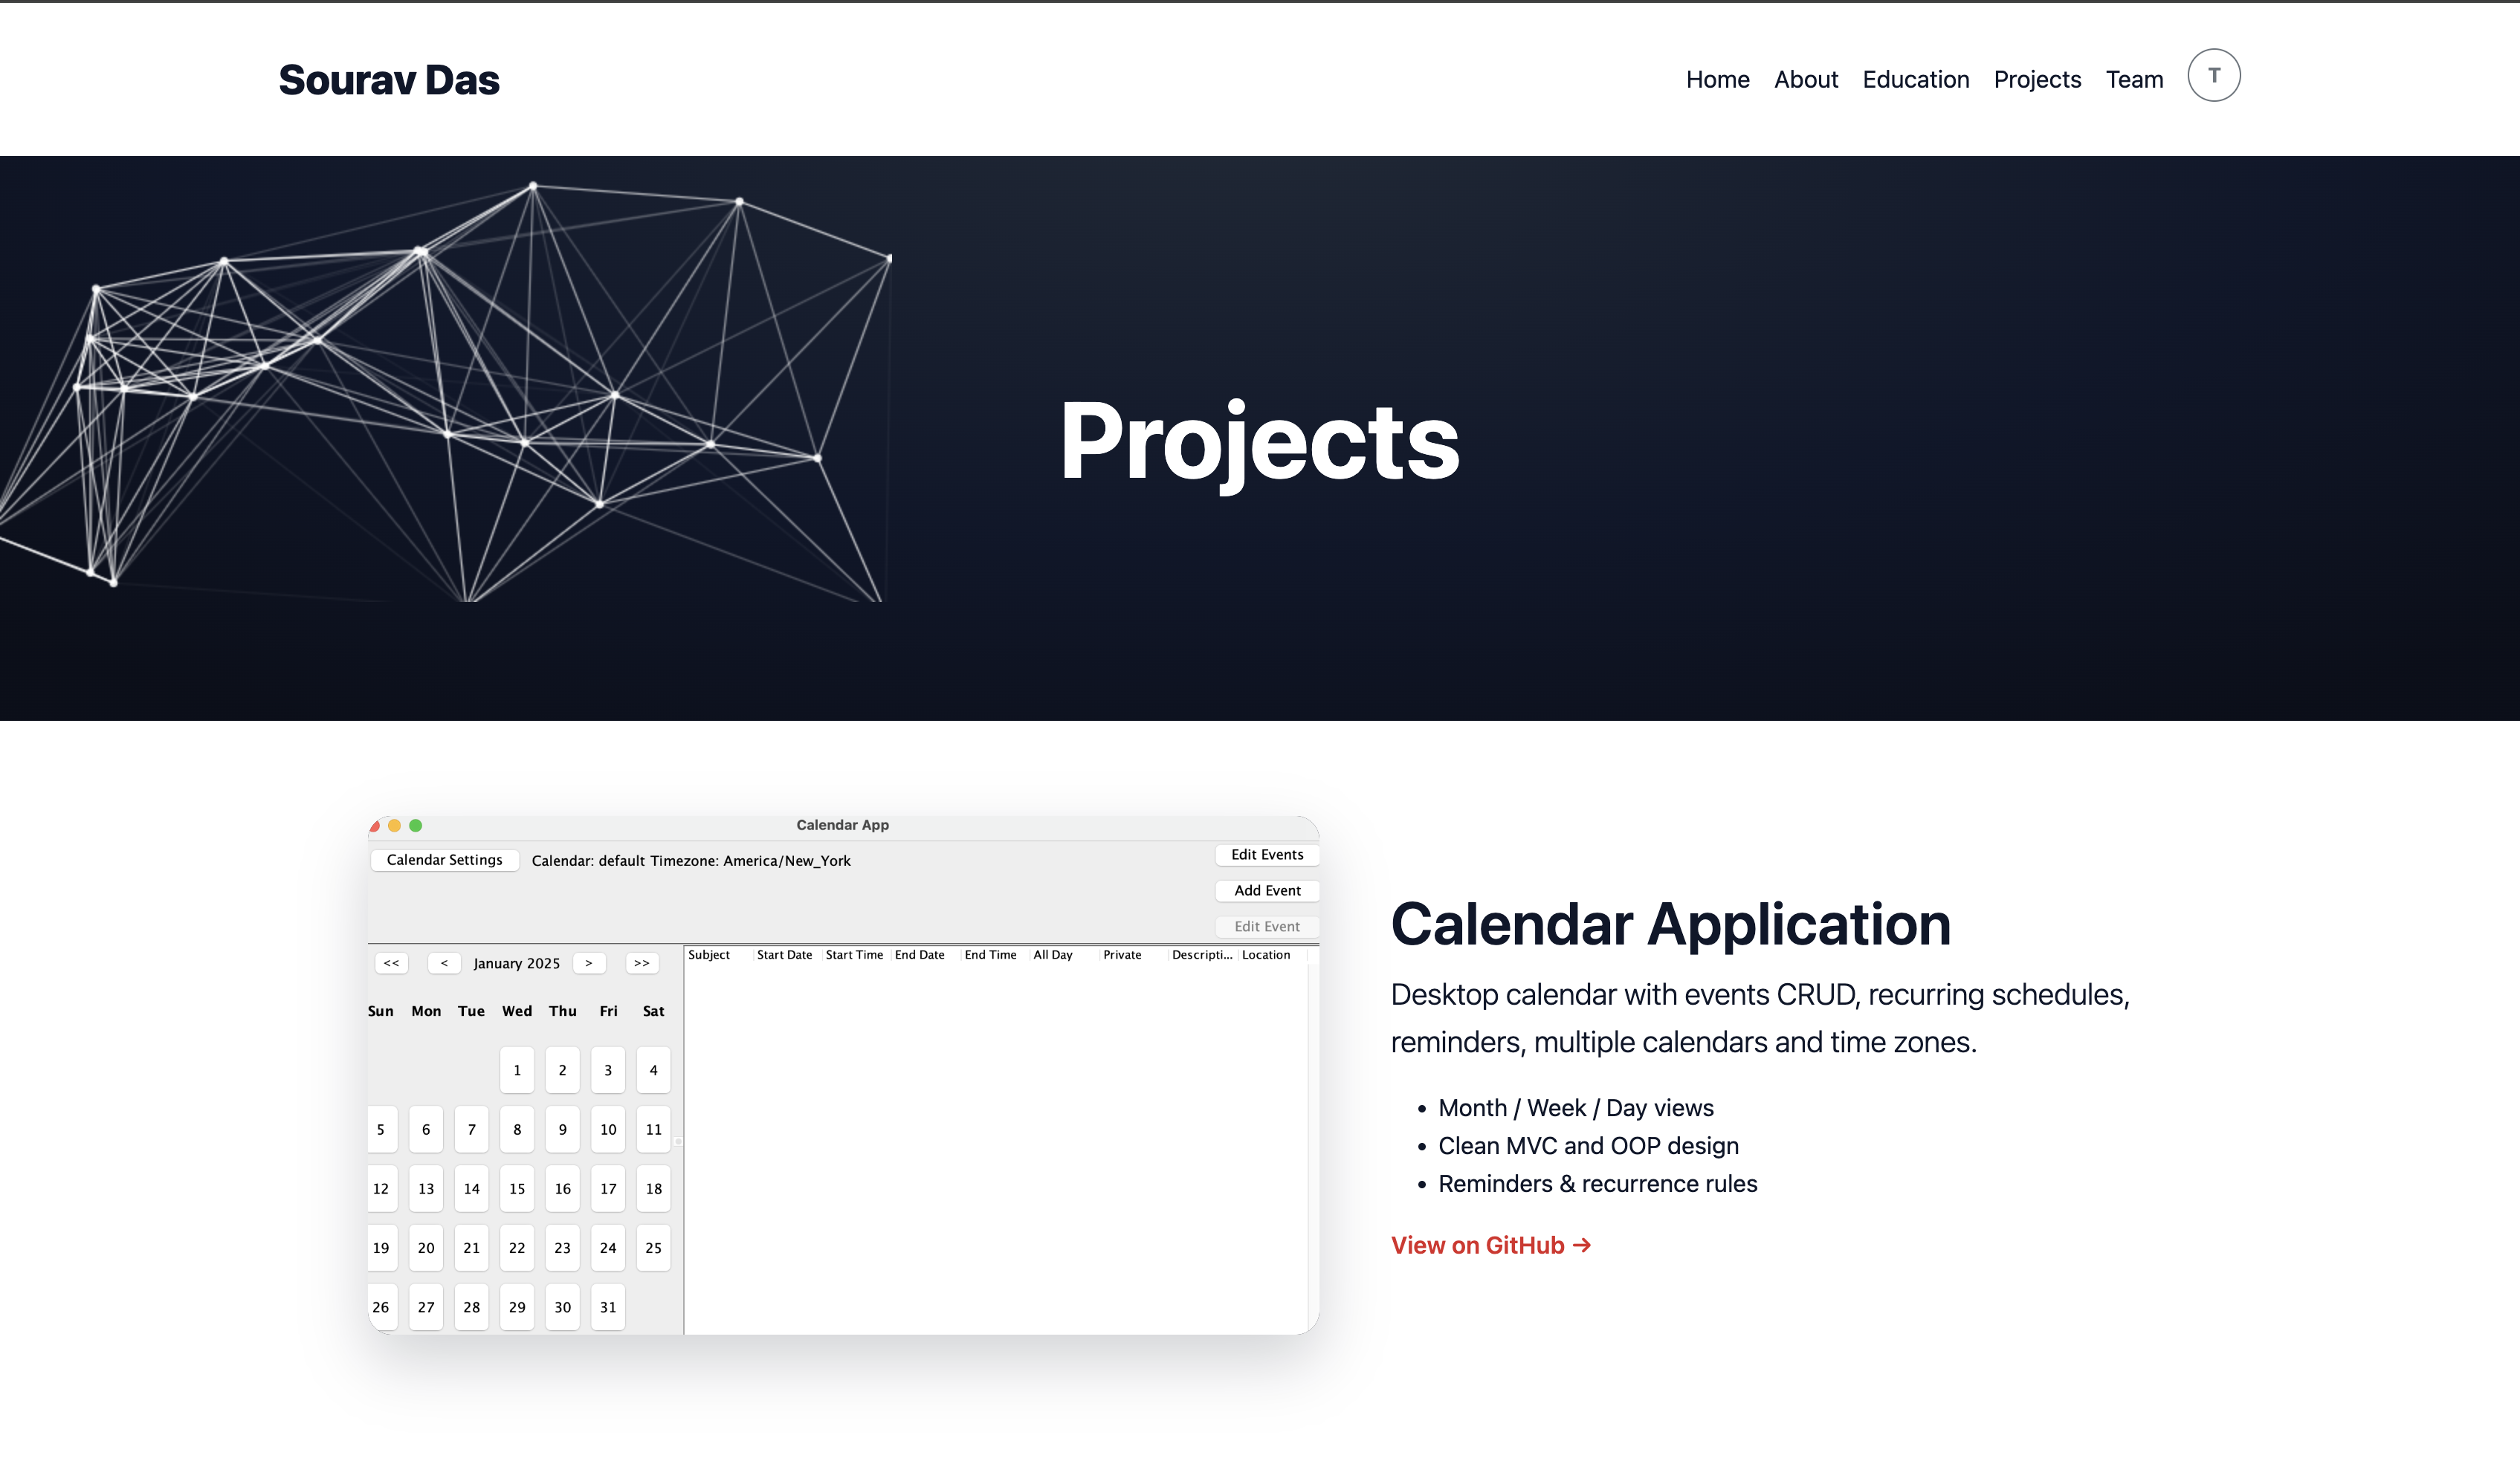 Sourav Das
Home About Education Projects Team T
Projects
Calendar App
Calendar Settings Calendar: default Timezone: America/New_York
Edit Events
Add Event
Edit Event
<< < January 2025 > >>
Sun Mon Tue Wed Thu Fri Sat
1 2 3 4
5 6 7 8 9 10 11
12 13 14 15 16 17 18
19 20 21 22 23 24 25
26 27 28 29 30 31
Subject Start Date Start Time End Date End Time All Day Private Descripti... Location
Calendar Application
Desktop calendar with events CRUD, recurring schedules,
reminders, multiple calendars and time zones.
• Month / Week / Day views
• Clean MVC and OOP design
• Reminders & recurrence rules
View on GitHub →